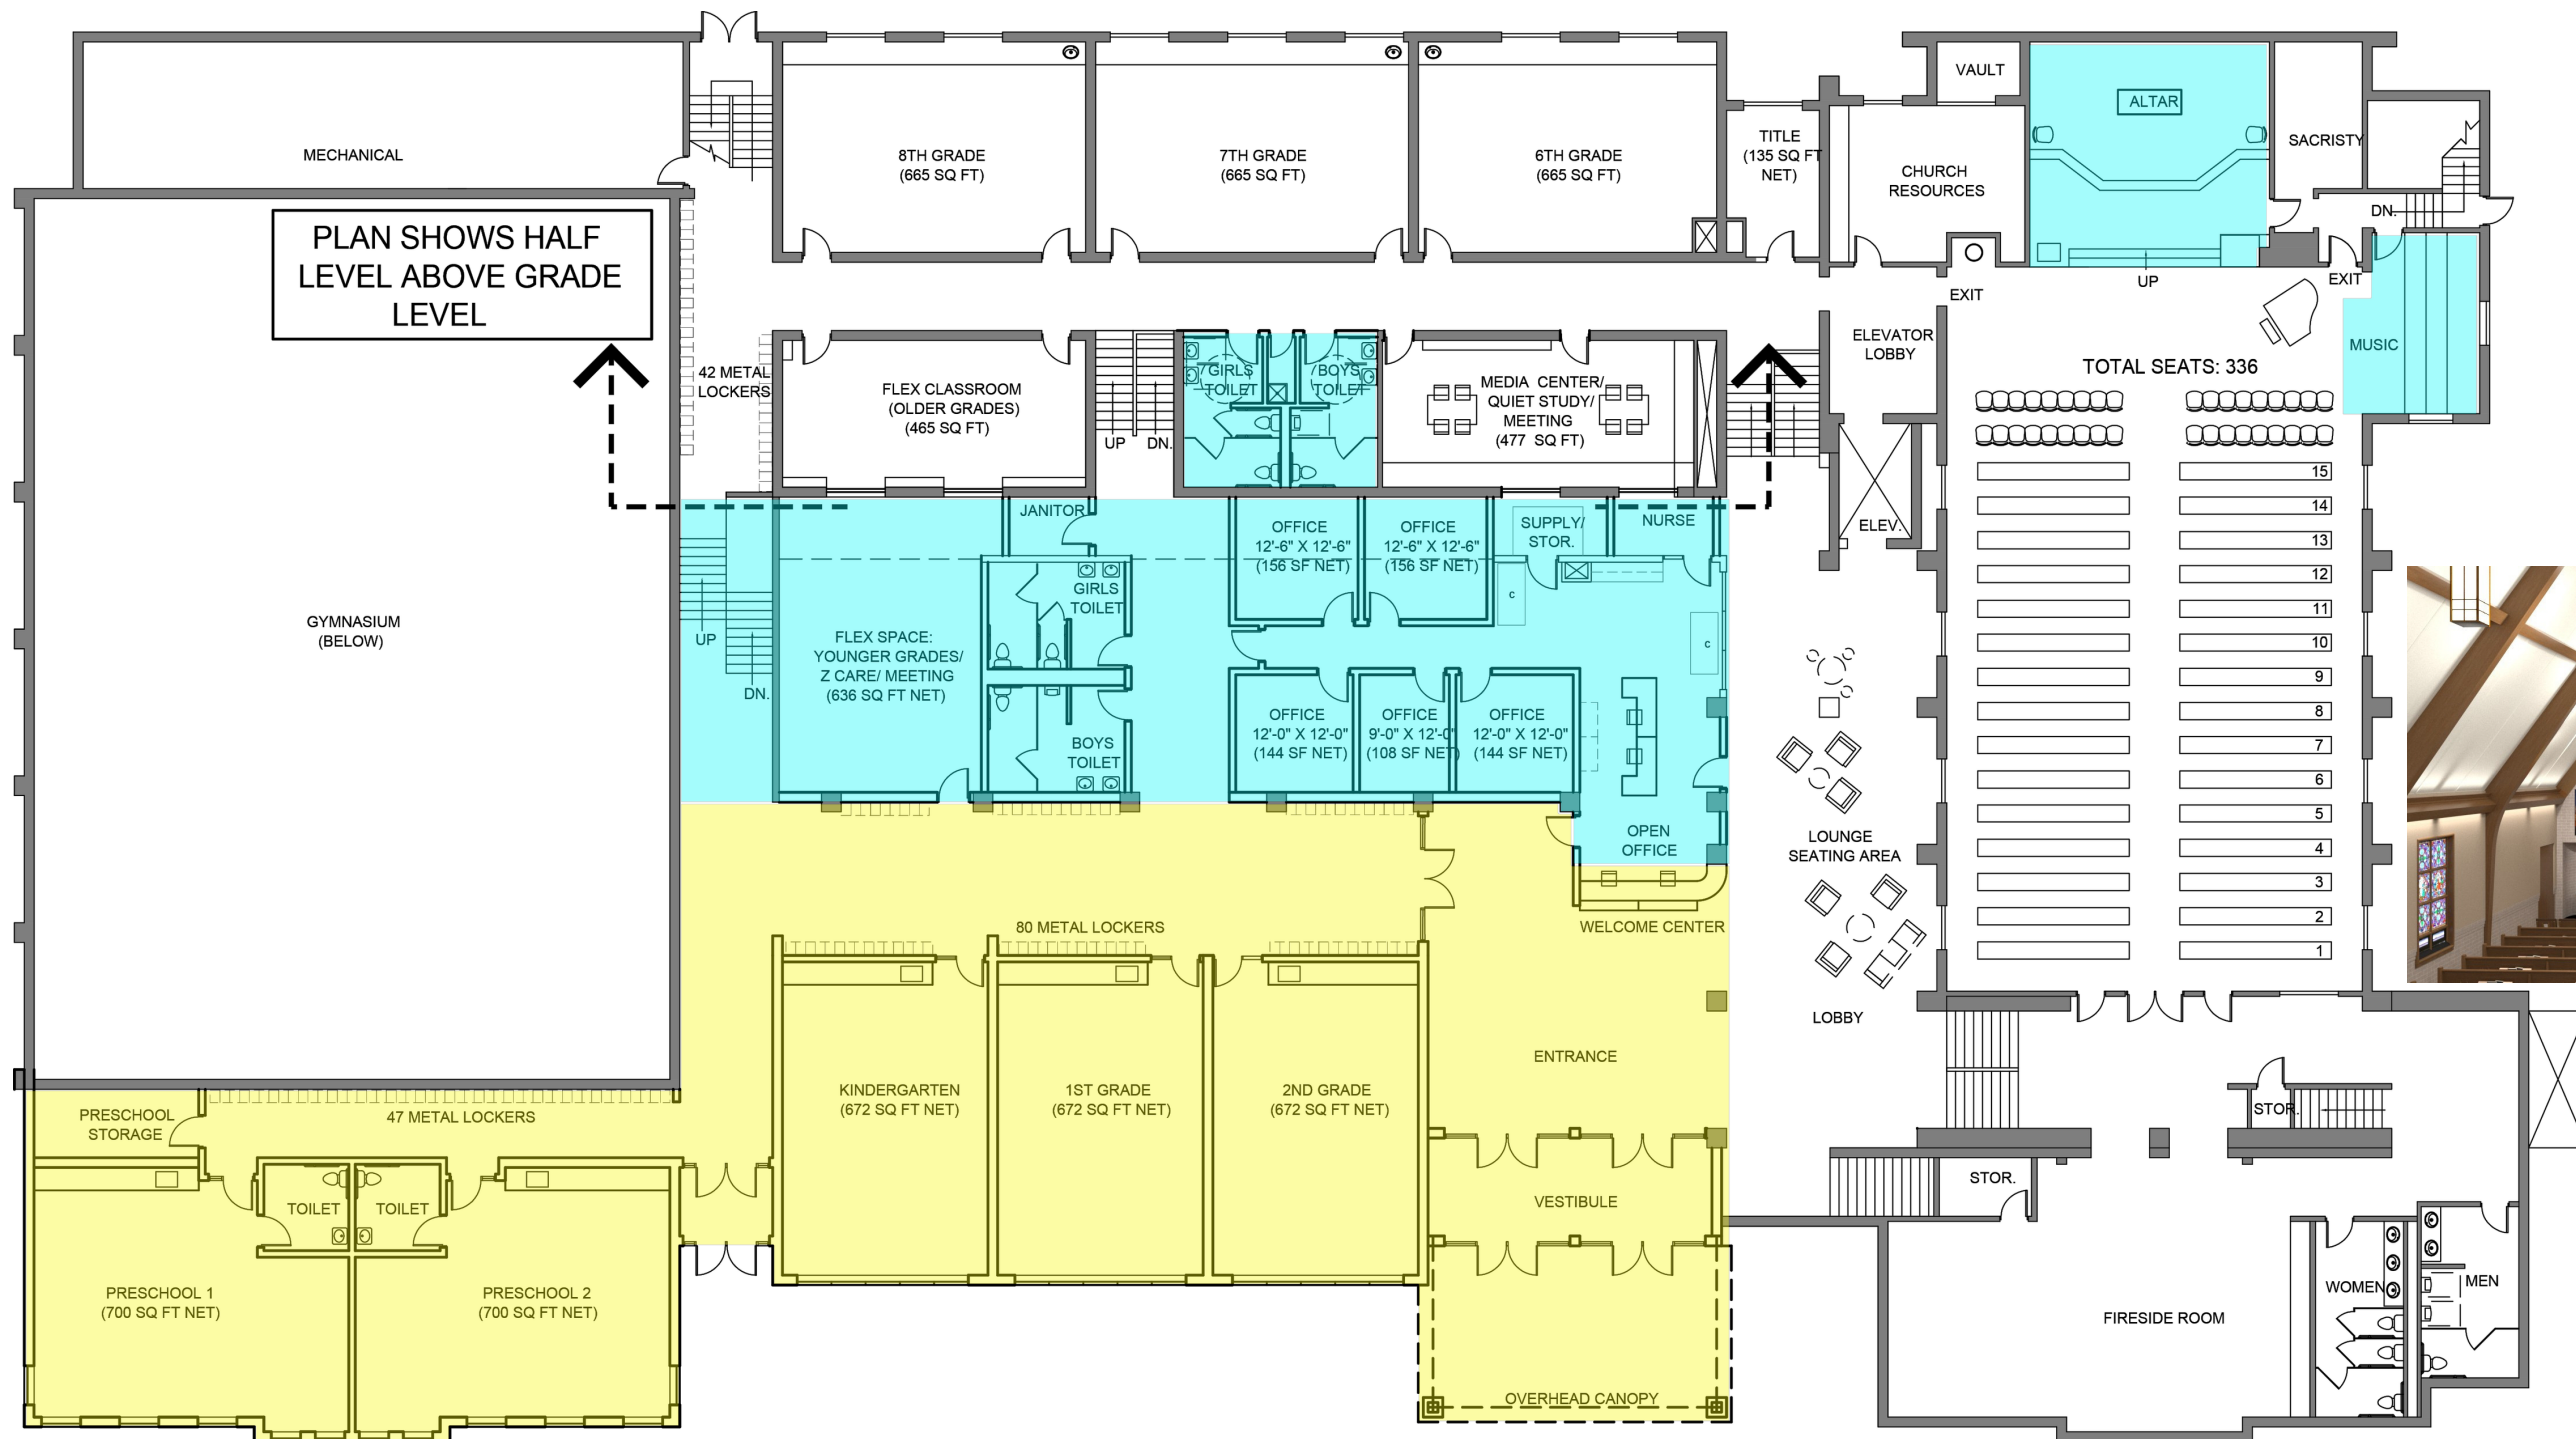 VAULT
ALTAR
MECHANICAL
8TH GRADE
(665 SQ FT)
7TH GRADE
(665 SQ FT)
6TH GRADE
(665 SQ FT)
TITLE
(135 SQ FT
NET)
CHURCH
RESOURCES
SACRISTY
DN.
PLAN SHOWS HALF
LEVEL ABOVE GRADE
LEVEL
EXIT
UP
EXIT
42 METAL
LOCKERS
FLEX CLASSROOM
(OLDER GRADES)
(465 SQ FT)
UP
DN.
GIRLS
TOILET
BOYS
TOILET
MEDIA CENTER/
QUIET STUDY/
MEETING
(477 SQ FT)
ELEVATOR
LOBBY
MUSIC
TOTAL SEATS: 336
ELEV.
15
14
13
12
11
10
9
8
7
6
5
4
3
2
1
JANITOR
OFFICE
12'-6" X 12'-6"
(156 SF NET)
OFFICE
12'-6" X 12'-6"
(156 SF NET)
SUPPLY/
STOR.
NURSE
C
C
GIRLS
TOILET
GYMNASIUM
(BELOW)
UP
DN.
FLEX SPACE:
YOUNGER GRADES/
Z CARE/ MEETING
(636 SQ FT NET)
BOYS
TOILET
OFFICE
12'-0" X 12'-0"
(144 SF NET)
OFFICE
9'-0" X 12'-0"
(108 SF NET)
OFFICE
12'-0" X 12'-0"
(144 SF NET)
OPEN
OFFICE
LOUNGE
SEATING AREA
80 METAL LOCKERS
WELCOME CENTER
LOBBY
ENTRANCE
KINDERGARTEN
(672 SQ FT NET)
1ST GRADE
(672 SQ FT NET)
2ND GRADE
(672 SQ FT NET)
PRESCHOOL
STORAGE
47 METAL LOCKERS
STOR.
STOR.
TOILET
TOILET
VESTIBULE
PRESCHOOL 1
(700 SQ FT NET)
PRESCHOOL 2
(700 SQ FT NET)
WOMEN
MEN
FIRESIDE ROOM
OVERHEAD CANOPY